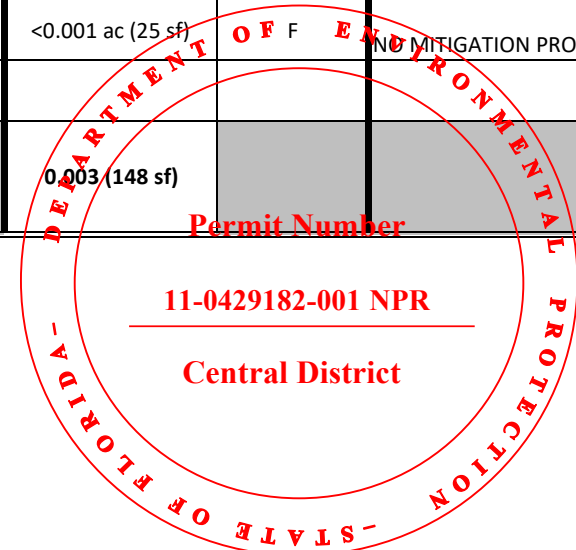 <0.001 ac (25 sf) F NO MITIGATION PRO
0.003 (148 sf)
DEPARTMENT OF ENVIRONMENTAL PROTECTION
-STATE OF FLORIDA-
Permit Number
11-0429182-001 NPR
Central District